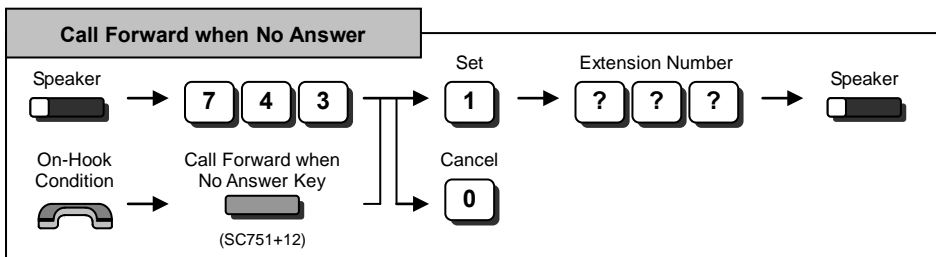 Call Forward when No Answer
Speaker
7 4 3
Set
1
Extension Number
? ? ?
Speaker
On-Hook
Condition
Call Forward when
No Answer Key
(SC751+12)
Cancel
0